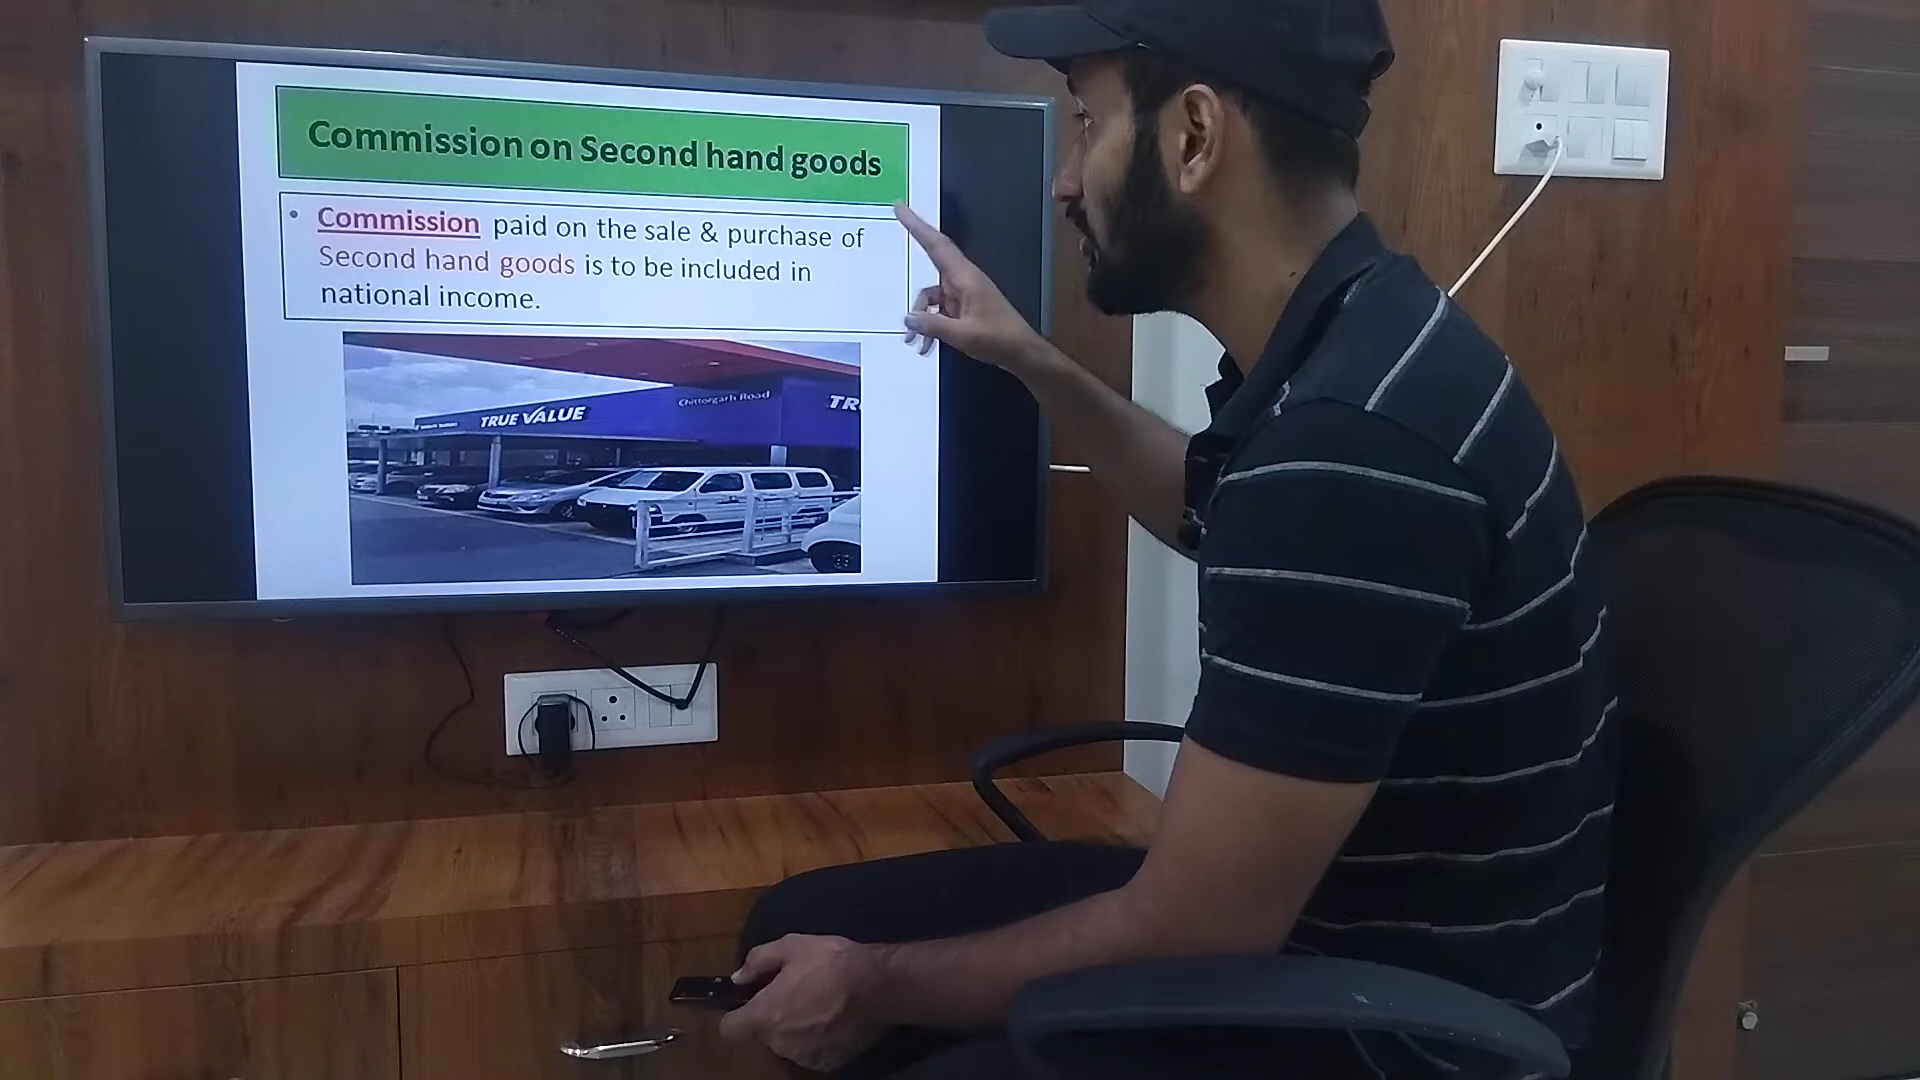 Commission on Second hand goods
• Commission paid on the sale & purchase of
Second hand goods is to be included in
national income.
Chittorgarh Road
TRUE VALUE
TR